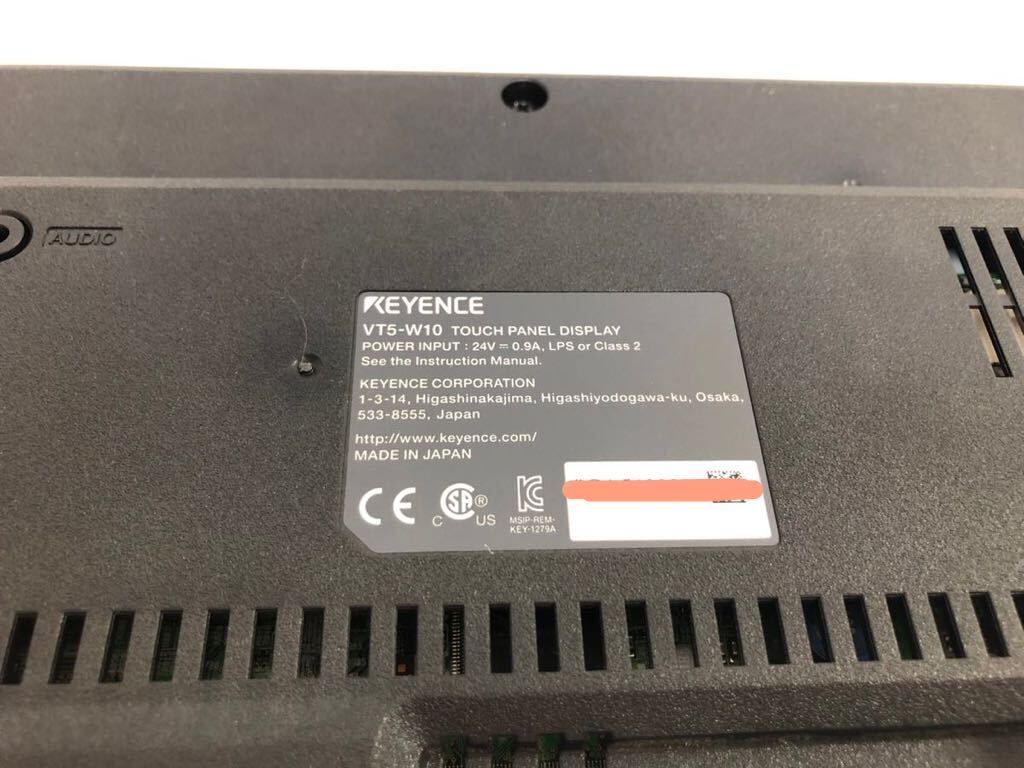 AUDIO
KEYENCE
VT5-W10 TOUCH PANEL DISPLAY
POWER INPUT : 24V⎓0.9A, LPS or Class 2
See the Instruction Manual.
KEYENCE CORPORATION
1-3-14, Higashinakajima, Higashiyodogawa-ku, Osaka,
533-8555, Japan
http://www.keyence.com/
MADE IN JAPAN
CE
C SA ® US
MSIP-REM-
KEY-1279A